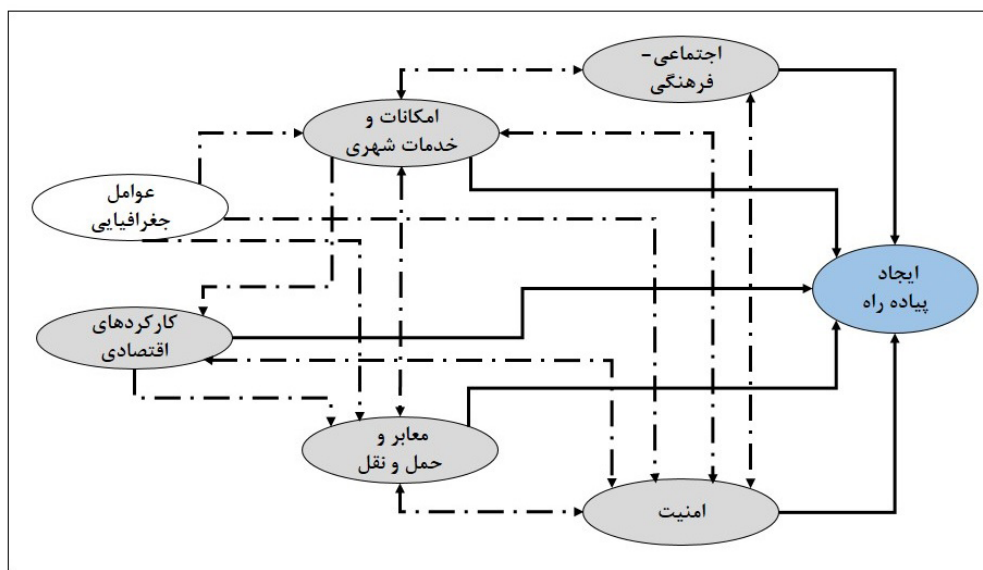 اجتماعی-
فرهنگی
امکانات و
خدمات شهری
عوامل
جغرافیایی
ایجاد
پیاده راه
کارکردهای
اقتصادی
معابر و
حمل و نقل
امنیت